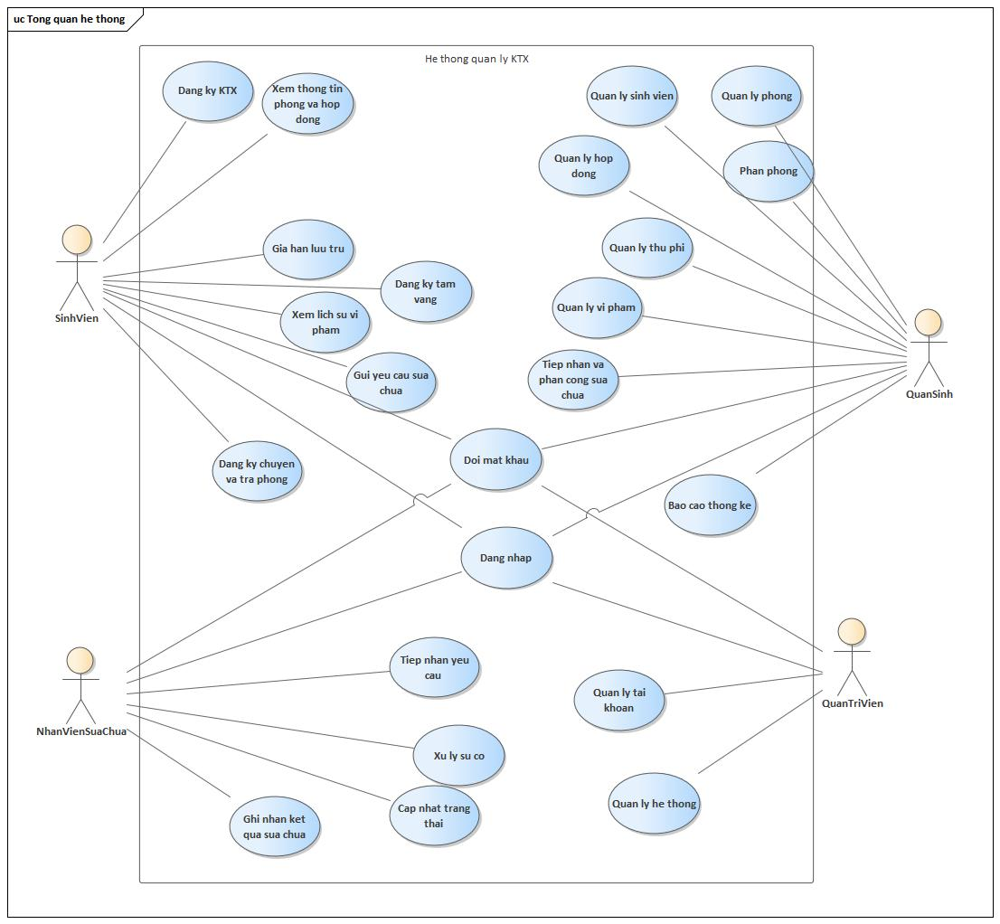 uc Tong quan he thong
He thong quan ly KTX
Dang ky KTX
Xem thong tin
phong va hop
dong
Quan ly sinh vien
Quan ly phong
Quan ly hop
dong
Phan phong
Gia han luu tru
Quan ly thu phi
Dang ky tam
vang
SinhVien
Xem lich su vi
pham
Quan ly vi pham
Gui yeu cau sua
chua
Tiep nhan va
phan cong sua
chua
QuanSinh
Dang ky chuyen
va tra phong
Doi mat khau
Bao cao thong ke
Dang nhap
Tiep nhan yeu
cau
Quan ly tai
khoan
QuanTriVien
NhanVienSuaChua
Xu ly su co
Cap nhat trang
thai
Quan ly he thong
Ghi nhan ket
qua sua chua